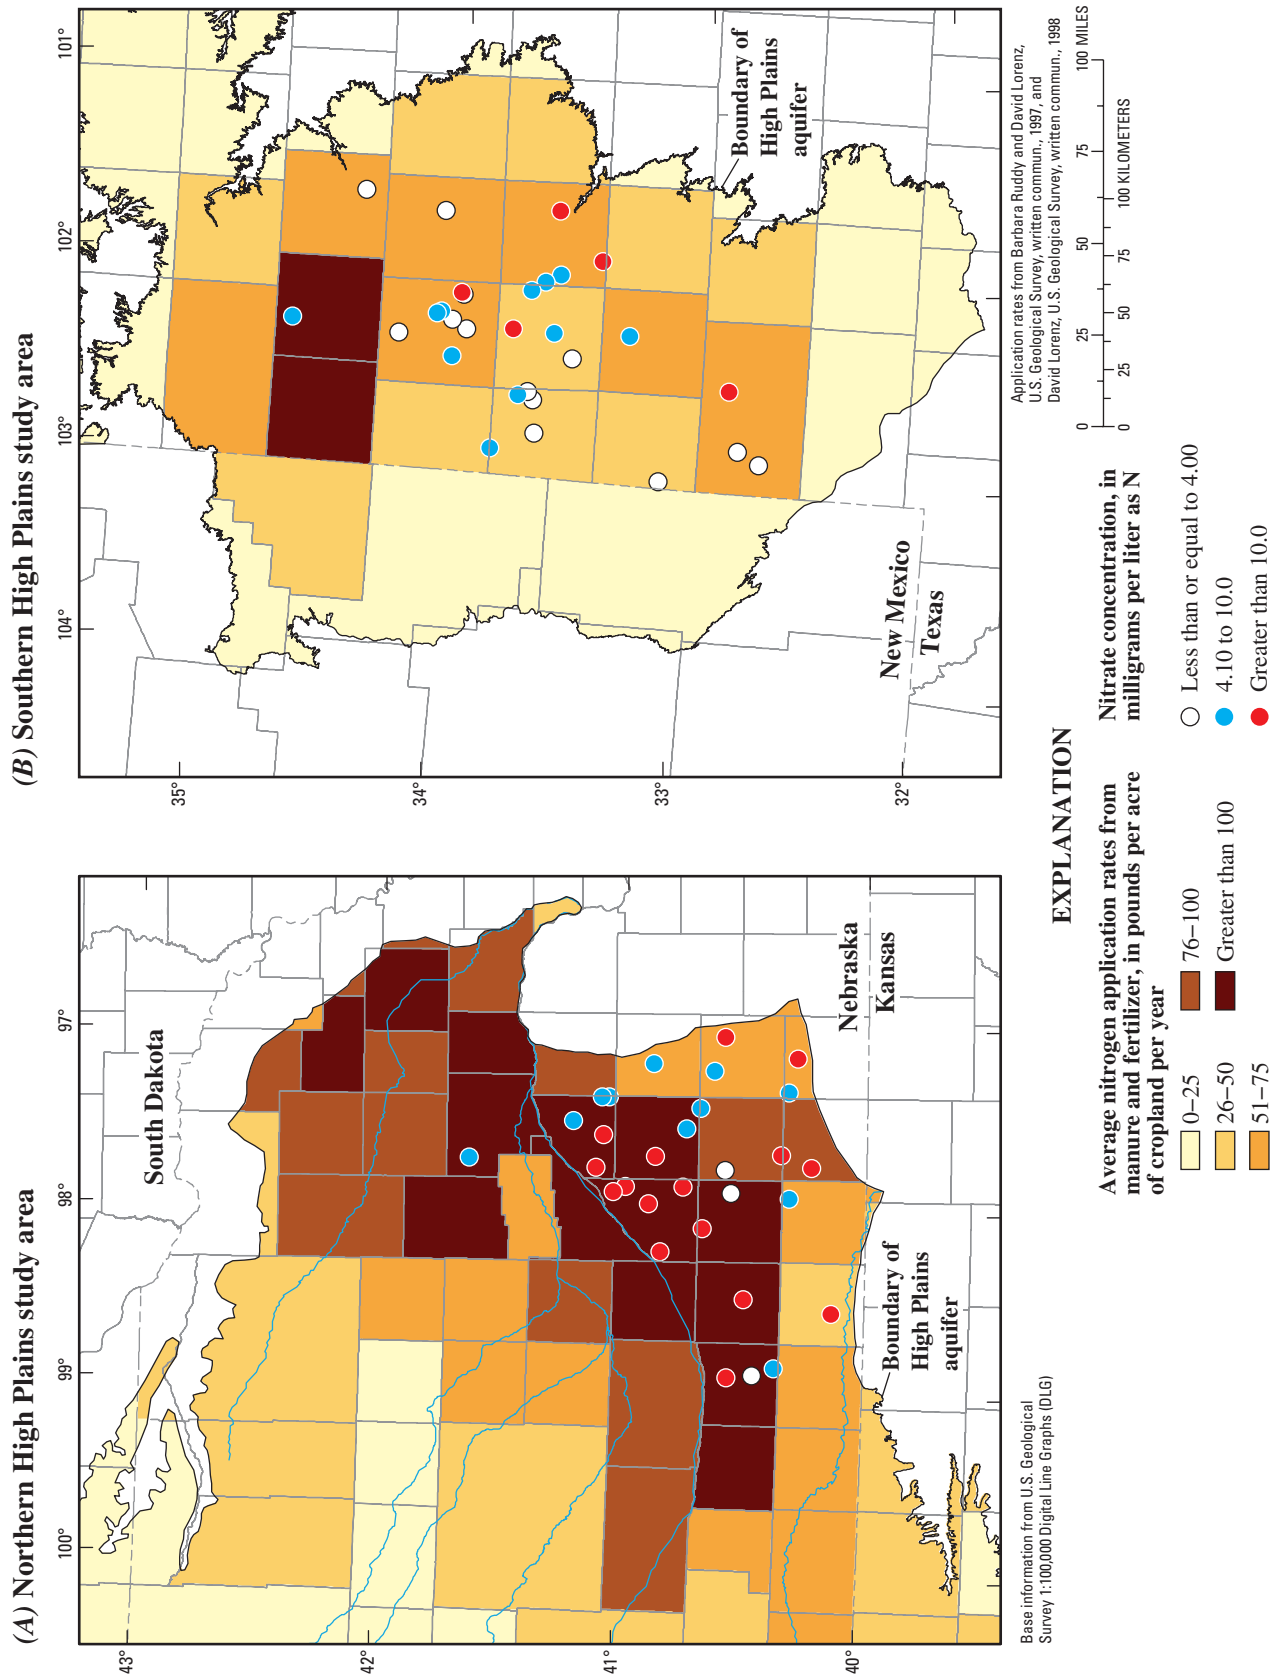 (A) Northern High Plains study area
100°
99°
98°
97°
43°
42°
41°
40°
South Dakota
Nebraska
Kansas
Boundary of
High Plains
aquifer
Base information from U.S. Geological
Survey 1:100,000 Digital Line Graphs (DLG)
(B) Southern High Plains study area
104°
103°
102°
101°
35°
34°
33°
32°
New Mexico
Texas
Boundary of
High Plains
aquifer
Application rates from Barbara Ruddy and David Lorenz,
U.S. Geological Survey, written commun., 1997, and
David Lorenz, U.S. Geological Survey, written commun., 1998
0 25 50 75 100 MILES
0 25 50 75 100 KILOMETERS
EXPLANATION
Average nitrogen application rates from
manure and fertilizer, in pounds per acre
of cropland per year
0–25
26–50
51–75
76–100
Greater than 100
Nitrate concentration, in
milligrams per liter as N
Less than or equal to 4.00
4.10 to 10.0
Greater than 10.0